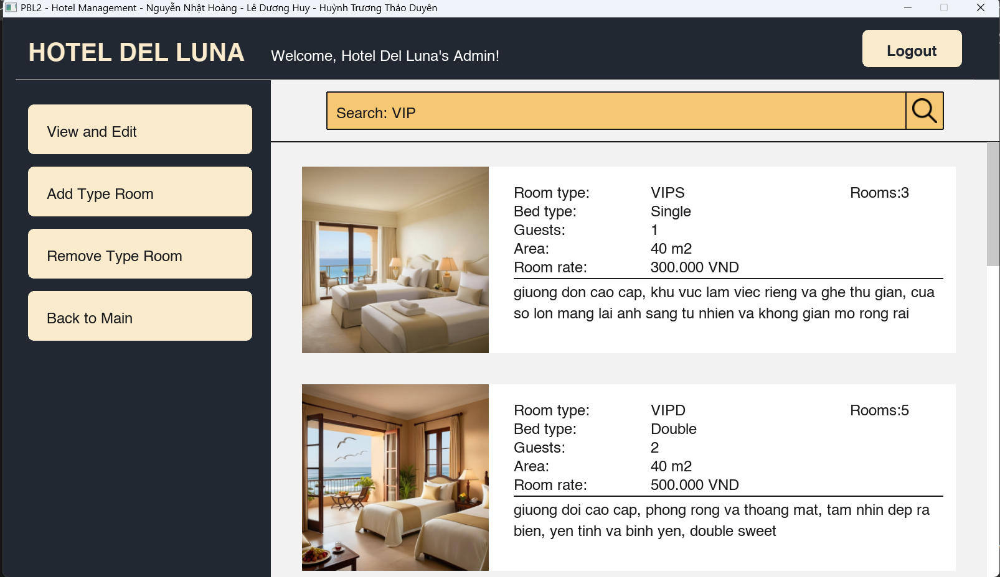 PBL2 - Hotel Management - Nguyễn Nhật Hoàng - Lê Dương Huy - Huỳnh Trương Thảo Duyên
HOTEL DEL LUNA
Welcome, Hotel Del Luna's Admin!
Logout
View and Edit
Add Type Room
Remove Type Room
Back to Main
Search: VIP
Room type: VIPS Rooms:3
Bed type: Single
Guests: 1
Area: 40 m2
Room rate: 300.000 VND
giuong don cao cap, khu vuc lam viec rieng va ghe thu gian, cua
so lon mang lai anh sang tu nhien va khong gian mo rong rai
Room type: VIPD Rooms:5
Bed type: Double
Guests: 2
Area: 40 m2
Room rate: 500.000 VND
giuong doi cao cap, phong rong va thoang mat, tam nhin dep ra
bien, yen tinh va binh yen, double sweet